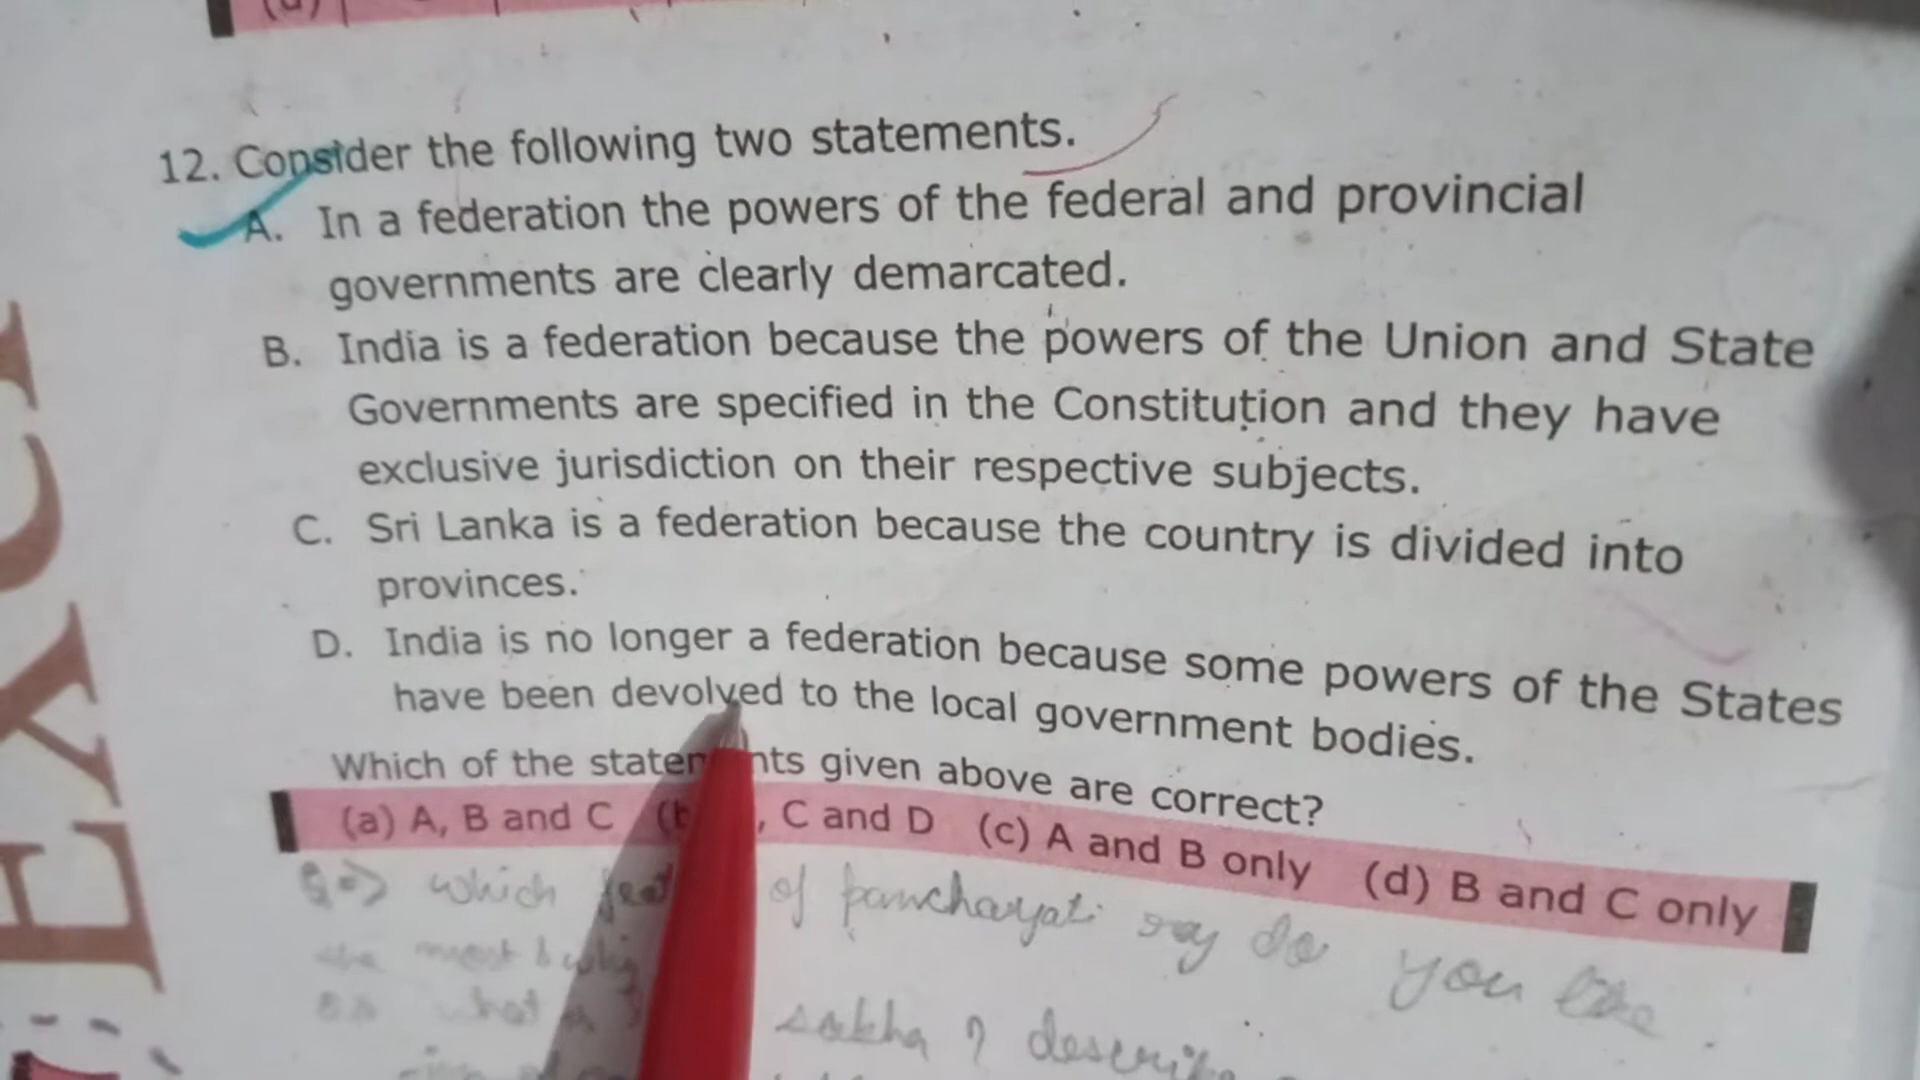 12. Consider the following two statements.
A. In a federation the powers of the federal and provincial
governments are clearly demarcated.
B. India is a federation because the powers of the Union and State
Governments are specified in the Constitution and they have
exclusive jurisdiction on their respective subjects.
C. Sri Lanka is a federation because the country is divided into
provinces.
D. India is no longer a federation because some powers of the States
have been devolved to the local government bodies.
Which of the given above are correct?
(a) A, B and C , C and D (c) A and B only (d) B and C only
which of panchayati do you
sabha ?
EXCI